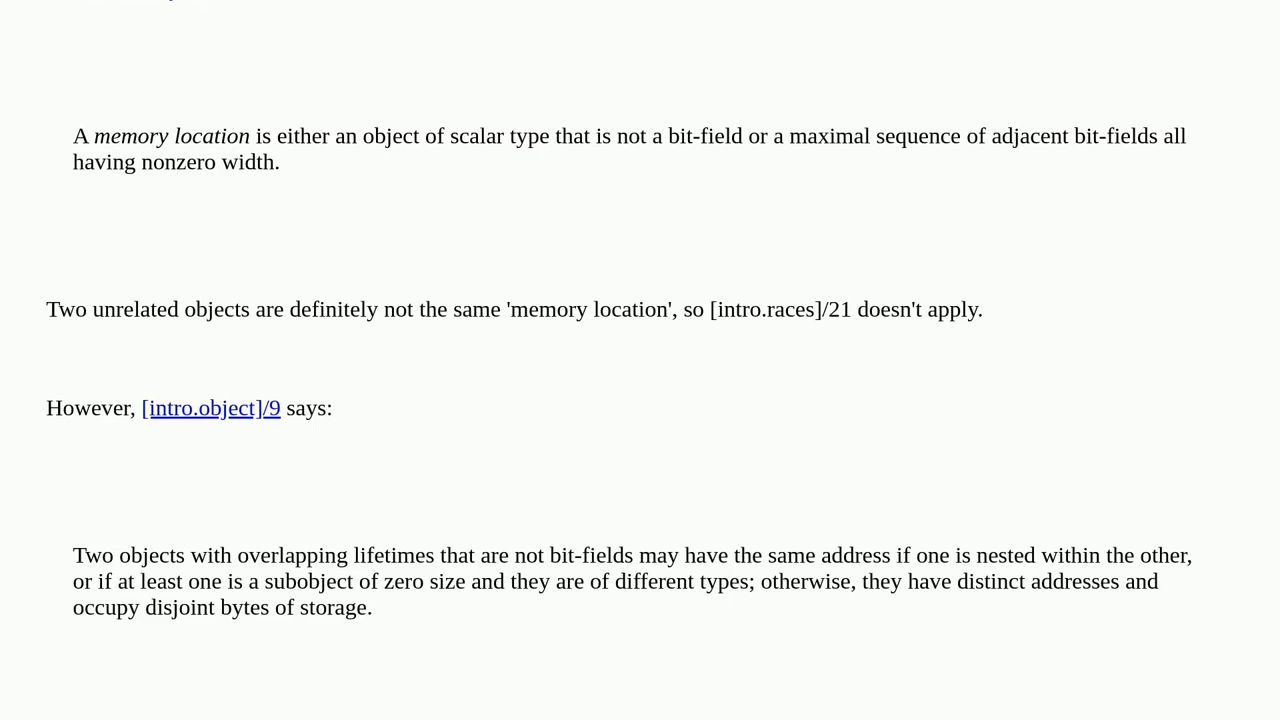 A memory location is either an object of scalar type that is not a bit-field or a maximal sequence of adjacent bit-fields all
having nonzero width.
Two unrelated objects are definitely not the same 'memory location', so [intro.races]/21 doesn't apply.
However, [intro.object]/9 says:
Two objects with overlapping lifetimes that are not bit-fields may have the same address if one is nested within the other,
or if at least one is a subobject of zero size and they are of different types; otherwise, they have distinct addresses and
occupy disjoint bytes of storage.